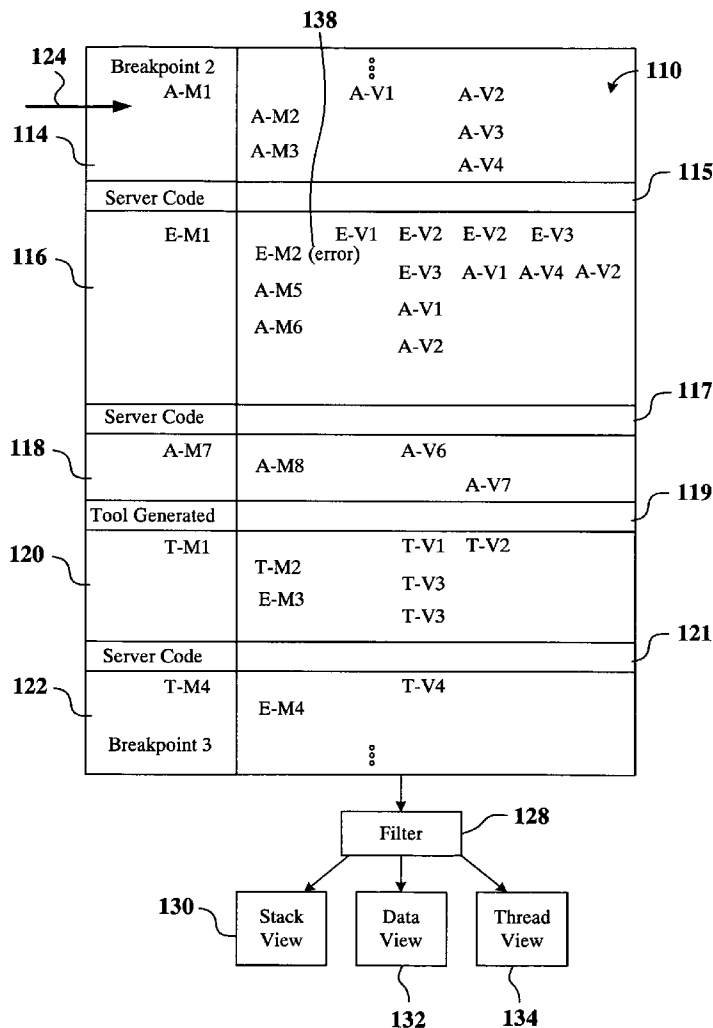 138
Breakpoint 2
110
124
A-M1 A-V1 A-V2
A-M2 A-V3
114
A-M3 A-V4
115
Server Code
E-M1 E-V1 E-V2 E-V2 E-V3
116
E-M2 (error) E-V3 A-V1 A-V4 A-V2
A-M5 A-V1
A-M6 A-V2
117
Server Code
118
A-M7 A-V6
A-M8 A-V7
119
Tool Generated
120
T-M1 T-V1 T-V2
T-M2 T-V3
E-M3 T-V3
121
Server Code
122
T-M4 T-V4
E-M4
Breakpoint 3
Filter
128
130
Stack View
Data View
Thread View
132
134